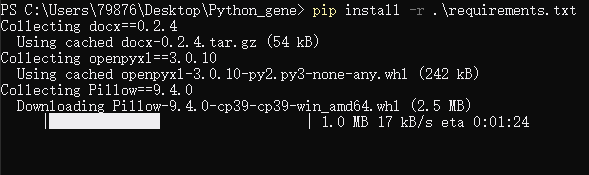 PS C:\Users\79876\Desktop\Python_gene> pip install -r .\requirements.txt
Collecting docx==0.2.4
Using cached docx-0.2.4.tar.gz (54 kB)
Collecting openpyxl==3.0.10
Using cached openpyxl-3.0.10-py2.py3-none-any.whl (242 kB)
Collecting Pillow==9.4.0
Downloading Pillow-9.4.0-cp39-cp39-win_amd64.whl (2.5 MB)
| | 1.0 MB 17 kB/s eta 0:01:24